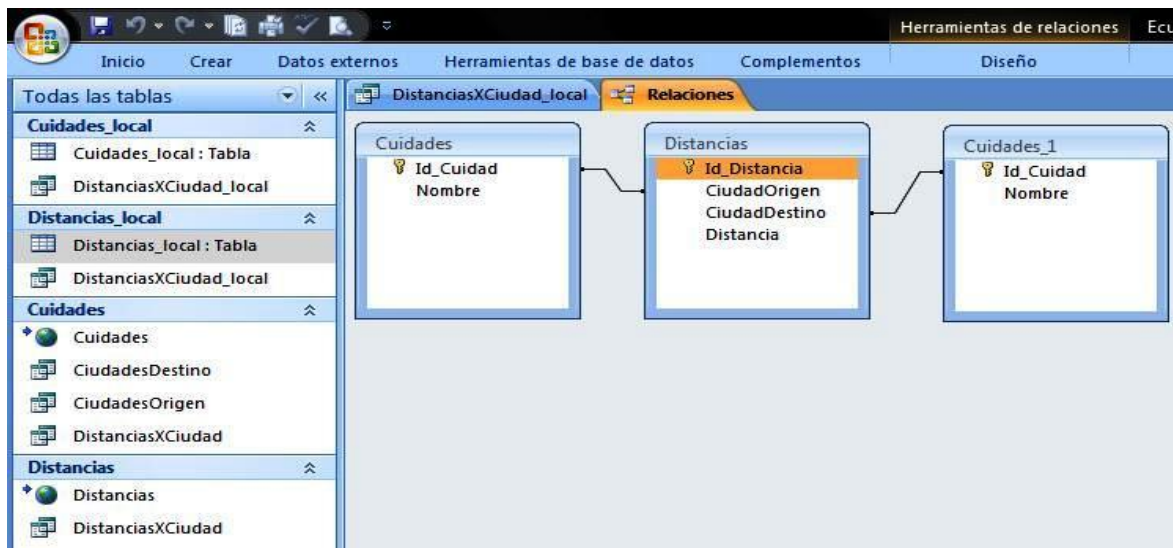 Herramientas de relaciones Ecu
Inicio Crear Datos externos Herramientas de base de datos Complementos Diseño
Todas las tablas
Cuidades_local
Cuidades_local : Tabla
DistanciasXCiudad_local
Distancias_local
Distancias_local : Tabla
DistanciasXCiudad_local
Cuidades
Cuidades
CiudadesDestino
CiudadesOrigen
DistanciasXCiudad
Distancias
Distancias
DistanciasXCiudad
DistanciasXCiudad_local Relaciones
Cuidades
Id_Cuidad
Nombre
Distancias
Id_Distancia
CiudadOrigen
CiudadDestino
Distancia
Cuidades_1
Id_Cuidad
Nombre